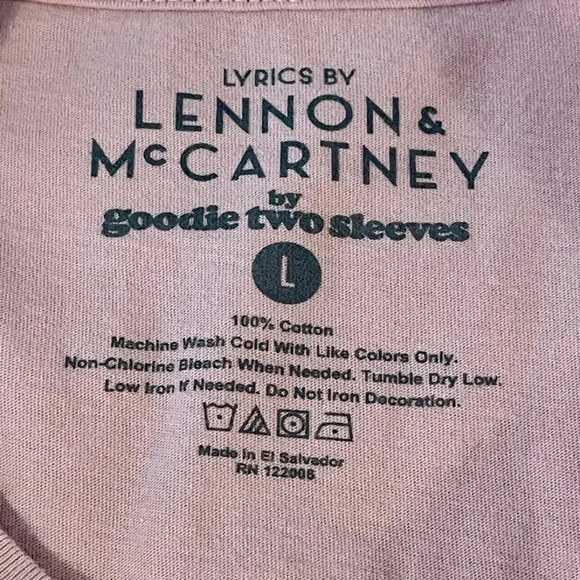 LYRICS BY
LENNON &
McCARTNEY
by
goodie two sleeves
L
100% Cotton
Machine Wash Cold With Like Colors Only.
Non-Chlorine Bleach When Needed. Tumble Dry Low.
Low Iron If Needed. Do Not Iron Decoration.
Made In El Salvador
RN 122006